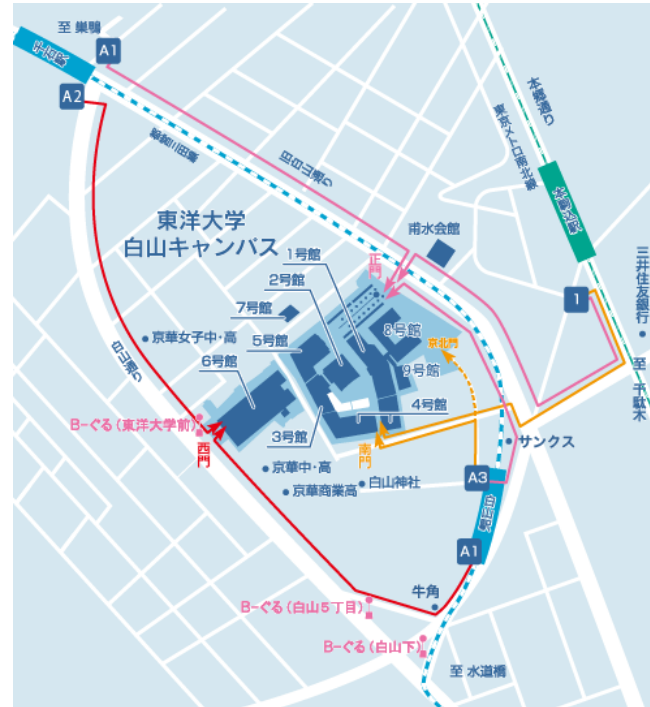 至 巣鴨
A1
千石駅
A2
都営三田線
旧白山通り
本郷通り
東京メトロ南北線
本駒込駅
東洋大学
白山キャンパス
甫水会館
正門
1号館
2号館
7号館
5号館
8号館
京北門
9号館
1
三井住友銀行
至 千駄木
京華女子中・高
6号館
白山通り
4号館
B-ぐる(東洋大学前)
3号館
西門
南門
サンクス
京華中・高
京華商業高
白山神社
A3
白山駅
A1
牛角
B-ぐる(白山5丁目)
B-ぐる(白山下)
至 水道橋